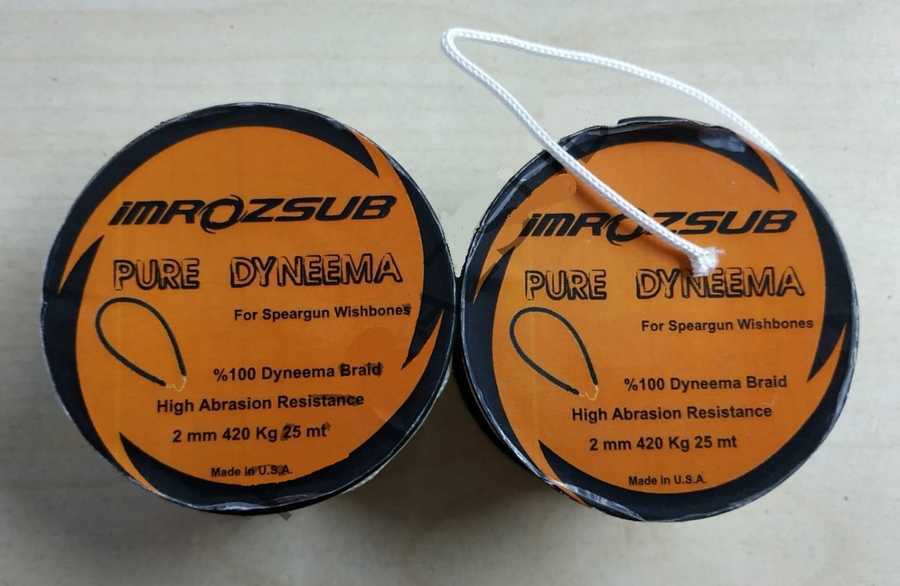 imROZSUB
PURE DYNEEMA
For Speargun Wishbones
%100 Dyneema Braid
High Abrasion Resistance
2 mm 420 Kg 25 mt
Made in U.S.A.
imROZSUB
PURE DYNEEMA
For Speargun Wishbones
%100 Dyneema Braid
High Abrasion Resistance
2 mm 420 Kg 25 mt
Made in U.S.A.